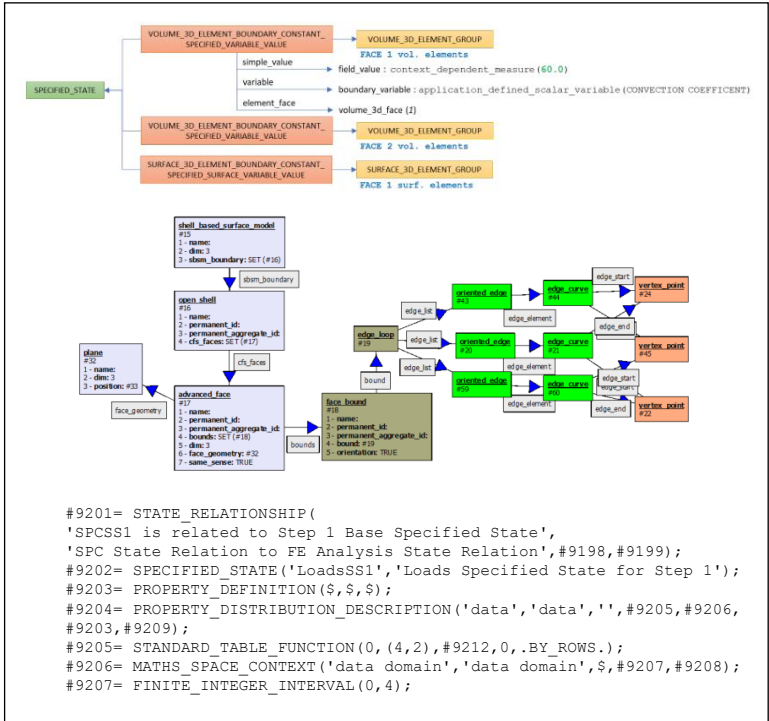 VOLUME_3D_ELEMENT_BOUNDARY_CONSTANT_
SPECIFIED_VARIABLE_VALUE
VOLUME_3D_ELEMENT_GROUP
FACE 1 vol. elements
simple_value
field_value : context_dependent_measure(60.0)
SPECIFIED_STATE
variable
boundary_variable : application_defined_scalar_variable(CONVECTION COEFFICENT)
element_face
volume_3d_face (1)
VOLUME_3D_ELEMENT_BOUNDARY_CONSTANT_
SPECIFIED_VARIABLE_VALUE
VOLUME_3D_ELEMENT_GROUP
FACE 2 vol. elements
SURFACE_3D_ELEMENT_BOUNDARY_CONSTANT_
SPECIFIED_SURFACE_VARIABLE_VALUE
SURFACE_3D_ELEMENT_GROUP
FACE 1 surf. elements
shell_based_surface_model
#15
1 - name:
2 - dim: 3
3 - sbsm_boundary: SET (#16)
sbsm_boundary
open_shell
#16
1 - name:
2 - permanent_id:
3 - permanent_aggregate_id:
4 - cfs_faces: SET (#17)
cfs_faces
plane
#32
1 - name:
2 - dim: 3
3 - position: #33
face_geometry
advanced_face
#17
1 - name:
2 - permanent_id:
3 - permanent_aggregate_id:
4 - bounds: SET (#18)
5 - dim: 3
6 - face_geometry: #32
7 - same_sense: TRUE
bounds
face_bound
#18
1 - name:
2 - permanent_id:
3 - permanent_aggregate_id:
4 - bound: #19
5 - orientation: TRUE
bound
edge_loop
#19
edge_list
oriented_edge
#43
edge_element
edge_curve
#44
edge_start
vertex_point
#24
edge_end
edge_list
oriented_edge
#20
edge_element
edge_curve
#21
vertex_point
#45
edge_start
edge_start
edge_list
oriented_edge
#59
edge_element
edge_curve
#60
edge_end
vertex_point
#22
#9201= STATE_RELATIONSHIP(
'SPCSS1 is related to Step 1 Base Specified State',
'SPC State Relation to FE Analysis State Relation',#9198,#9199);
#9202= SPECIFIED_STATE('LoadsSS1','Loads Specified State for Step 1');
#9203= PROPERTY_DEFINITION($,$,$);
#9204= PROPERTY_DISTRIBUTION_DESCRIPTION('data','data','',#9205,#9206,
#9203,#9209);
#9205= STANDARD_TABLE_FUNCTION(0,(4,2),#9212,0,.BY_ROWS.);
#9206= MATHS_SPACE_CONTEXT('data domain','data domain',$,#9207,#9208);
#9207= FINITE_INTEGER_INTERVAL(0,4);